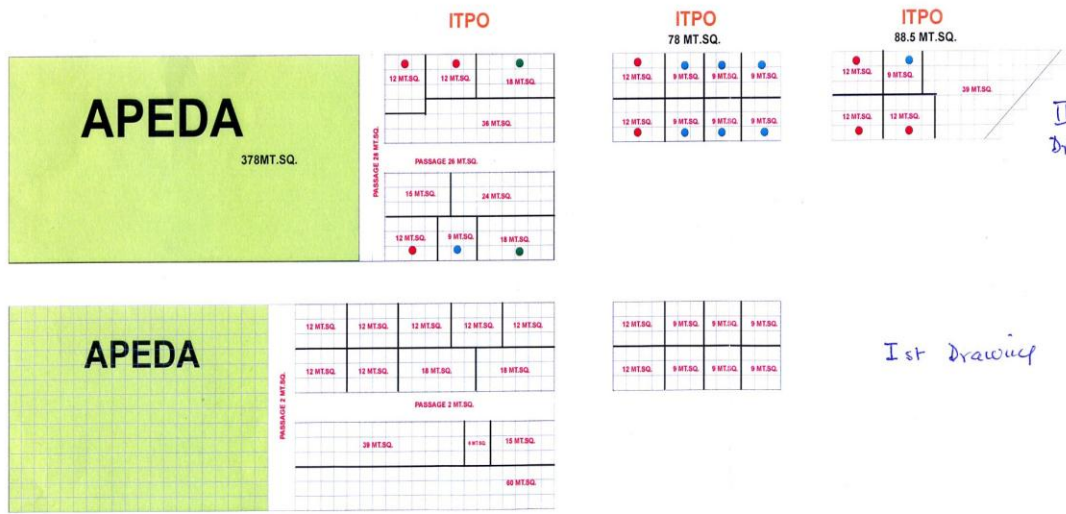 ITPO
ITPO
78 MT.SQ.
ITPO
88.5 MT.SQ.
APEDA
378MT.SQ.
PASSAGE 26 MT.SQ.
12 MT.SQ. 12 MT.SQ. 18 MT.SQ.
36 MT.SQ.
PASSAGE 26 MT.SQ.
15 MT.SQ. 24 MT.SQ.
12 MT.SQ. 9 MT.SQ. 18 MT.SQ.
12 MT.SQ. 9 MT.SQ. 9 MT.SQ. 9 MT.SQ.
12 MT.SQ. 9 MT.SQ. 9 MT.SQ. 9 MT.SQ.
12 MT.SQ. 9 MT.SQ.
MT.SQ.
12 MT.SQ. 12 MT.SQ.
II
Dr
APEDA
PASSAGE 2 MT.SQ.
12 MT.SQ. 12 MT.SQ. 12 MT.SQ. 12 MT.SQ. 12 MT.SQ.
12 MT.SQ. 12 MT.SQ. 18 MT.SQ. 18 MT.SQ.
PASSAGE 2 MT.SQ.
39 MT.SQ. MT.SQ 15 MT.SQ.
60 MT.SQ.
12 MT.SQ. 9 MT.SQ. 9 MT.SQ. 9 MT.SQ.
12 MT.SQ. 9 MT.SQ. 9 MT.SQ. 9 MT.SQ.
Ist Drawing